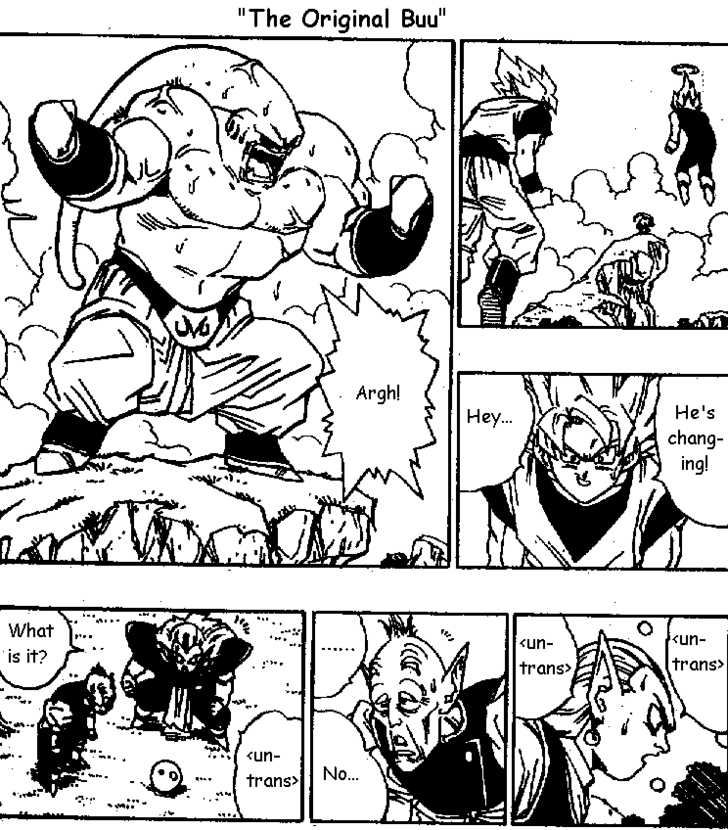 "The Original Buu"
Argh!
Hey...
He's
chang-
ing!
What
is it?
<un-
trans>
......
No...
<un-
trans>
<un-
trans>